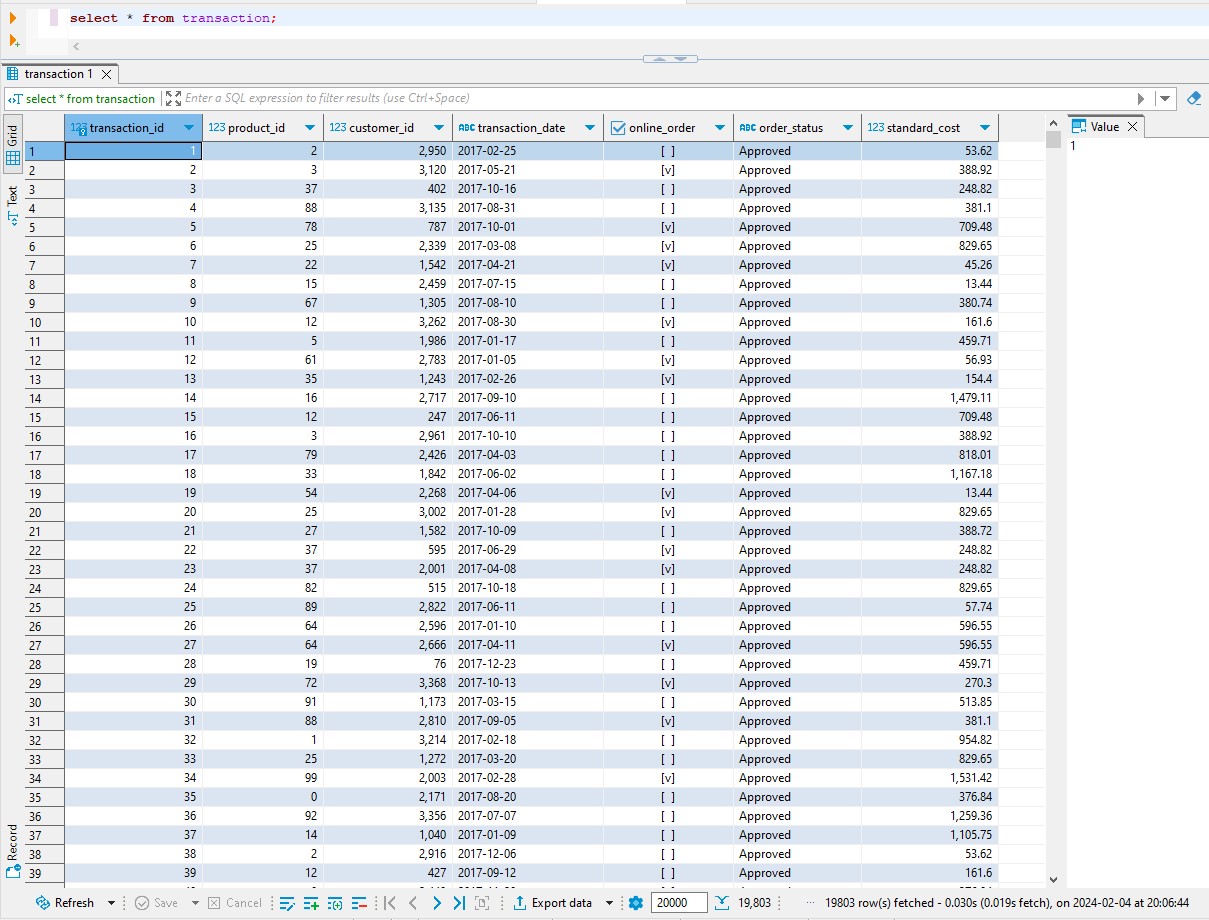 select * from transaction;
transaction 1
select * from transaction Enter a SQL expression to filter results (use Ctrl+Space)
Grid
Text
Record
123 transaction_id 123 product_id 123 customer_id ABC transaction_date online_order ABC order_status 123 standard_cost
Value
1
1 1 2 2,950 2017-02-25 [ ] Approved 53.62
2 2 3 3,120 2017-05-21 [v] Approved 388.92
3 3 37 402 2017-10-16 [ ] Approved 248.82
4 4 88 3,135 2017-08-31 [ ] Approved 381.1
5 5 78 787 2017-10-01 [v] Approved 709.48
6 6 25 2,339 2017-03-08 [v] Approved 829.65
7 7 22 1,542 2017-04-21 [v] Approved 45.26
8 8 15 2,459 2017-07-15 [ ] Approved 13.44
9 9 67 1,305 2017-08-10 [ ] Approved 380.74
10 10 12 3,262 2017-08-30 [v] Approved 161.6
11 11 5 1,986 2017-01-17 [ ] Approved 459.71
12 12 61 2,783 2017-01-05 [v] Approved 56.93
13 13 35 1,243 2017-02-26 [v] Approved 154.4
14 14 16 2,717 2017-09-10 [ ] Approved 1,479.11
15 15 12 247 2017-06-11 [ ] Approved 709.48
16 16 3 2,961 2017-10-10 [ ] Approved 388.92
17 17 79 2,426 2017-04-03 [ ] Approved 818.01
18 18 33 1,842 2017-06-02 [ ] Approved 1,167.18
19 19 54 2,268 2017-04-06 [v] Approved 13.44
20 20 25 3,002 2017-01-28 [v] Approved 829.65
21 21 27 1,582 2017-10-09 [ ] Approved 388.72
22 22 37 595 2017-06-29 [v] Approved 248.82
23 23 37 2,001 2017-04-08 [v] Approved 248.82
24 24 82 515 2017-10-18 [ ] Approved 829.65
25 25 89 2,822 2017-06-11 [ ] Approved 57.74
26 26 64 2,596 2017-01-10 [ ] Approved 596.55
27 27 64 2,666 2017-04-11 [v] Approved 596.55
28 28 19 76 2017-12-23 [ ] Approved 459.71
29 29 72 3,368 2017-10-13 [v] Approved 270.3
30 30 91 1,173 2017-03-15 [ ] Approved 513.85
31 31 88 2,810 2017-09-05 [v] Approved 381.1
32 32 1 3,214 2017-02-18 [ ] Approved 954.82
33 33 25 1,272 2017-03-20 [ ] Approved 829.65
34 34 99 2,003 2017-02-28 [v] Approved 1,531.42
35 35 0 2,171 2017-08-20 [ ] Approved 376.84
36 36 92 3,356 2017-07-07 [ ] Approved 1,259.36
37 37 14 1,040 2017-01-09 [ ] Approved 1,105.75
38 38 2 2,916 2017-12-06 [ ] Approved 53.62
39 39 12 427 2017-09-12 [ ] Approved 161.6
Refresh Save Cancel Export data 20000 19,803 ··· 19803 row(s) fetched - 0.030s (0.019s fetch), on 2024-02-04 at 20:06:44